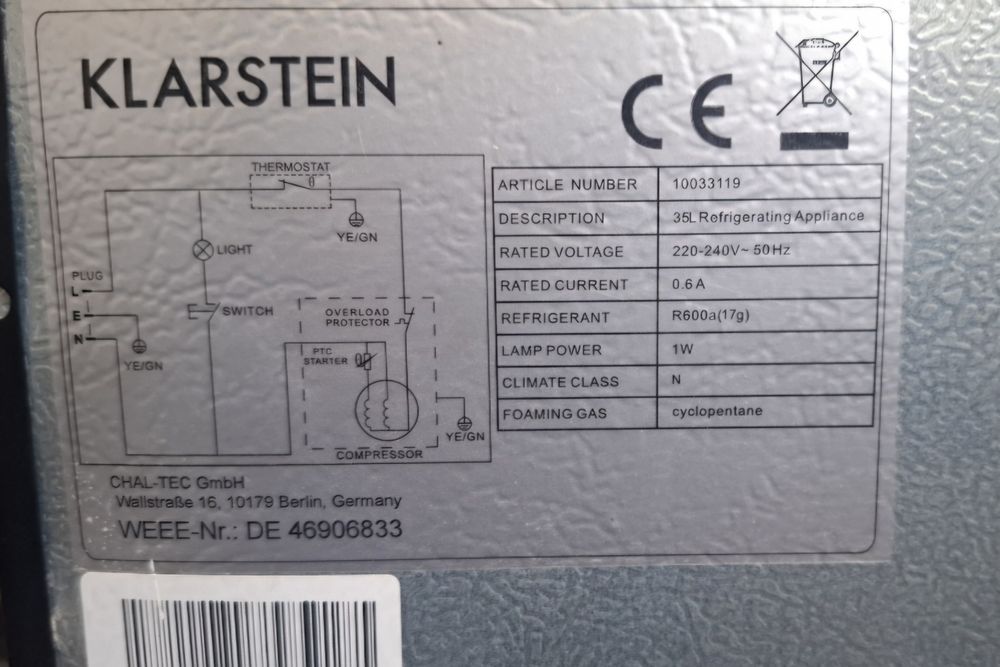 KLARSTEIN
CE
THERMOSTAT
θ
YE/GN
LIGHT
PLUG
L
E
N
SWITCH
YE/GN
OVERLOAD
PROTECTOR
PTC
STARTER
θ
YE/GN
COMPRESSOR
ARTICLE NUMBER 10033119
DESCRIPTION 35L Refrigerating Appliance
RATED VOLTAGE 220-240V~ 50Hz
RATED CURRENT 0.6A
REFRIGERANT R600a(17g)
LAMP POWER 1W
CLIMATE CLASS N
FOAMING GAS cyclopentane
CHAL-TEC GmbH
Wallstraße 16, 10179 Berlin, Germany
WEEE-Nr.: DE 46906833